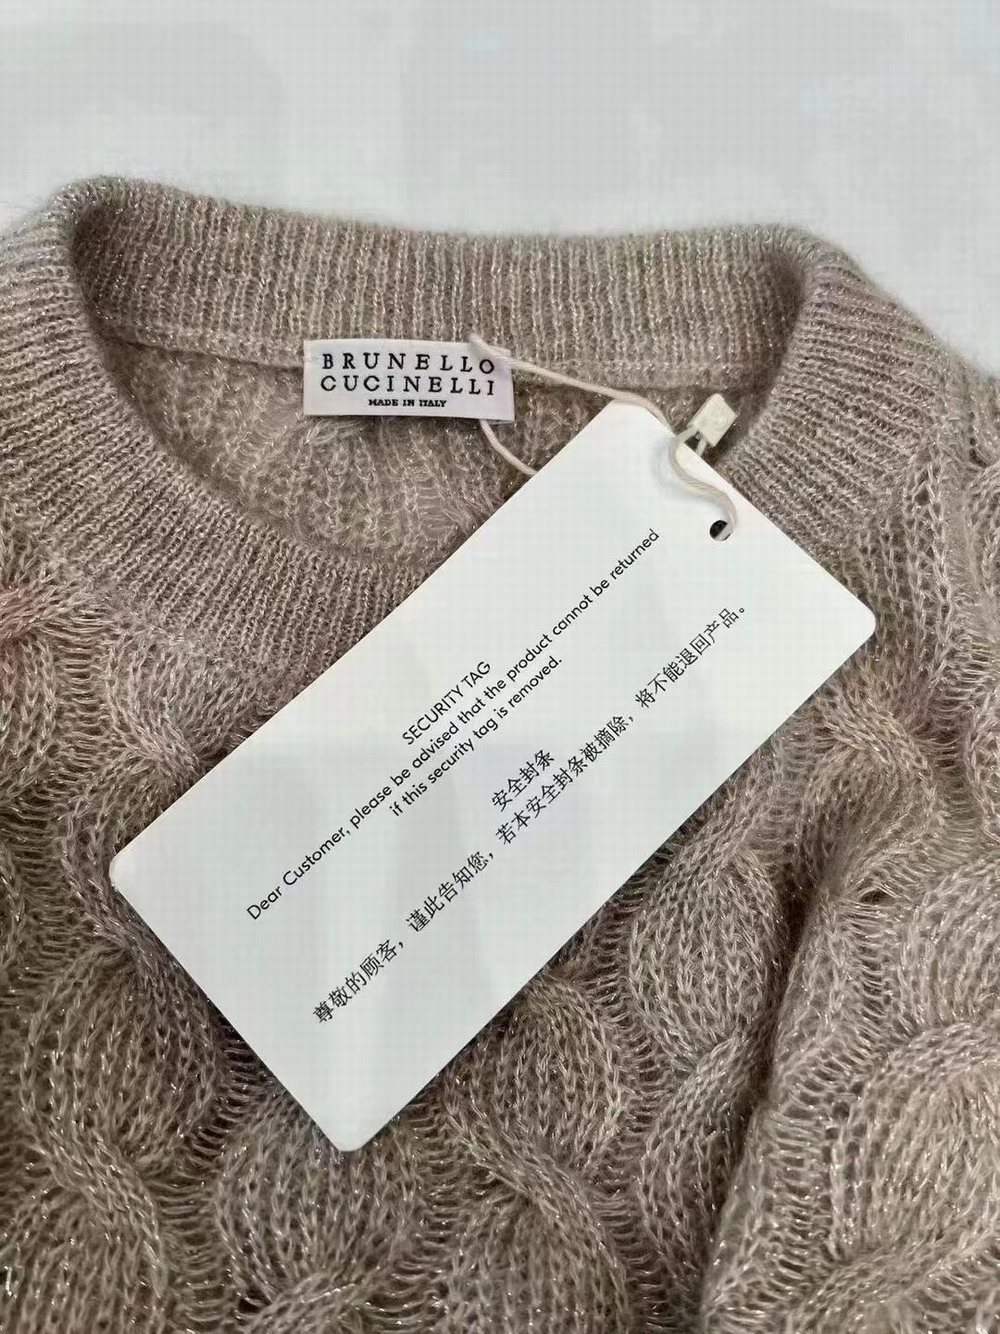 BRUNELLO
CUCINELLI
MADE IN ITALY
SECURITY TAG
Dear Customer, please be advised that the product cannot be returned
if this security tag is removed.
安全封条
尊敬的顾客，谨此告知您，若本安全封条被摘除，将不能退回产品。